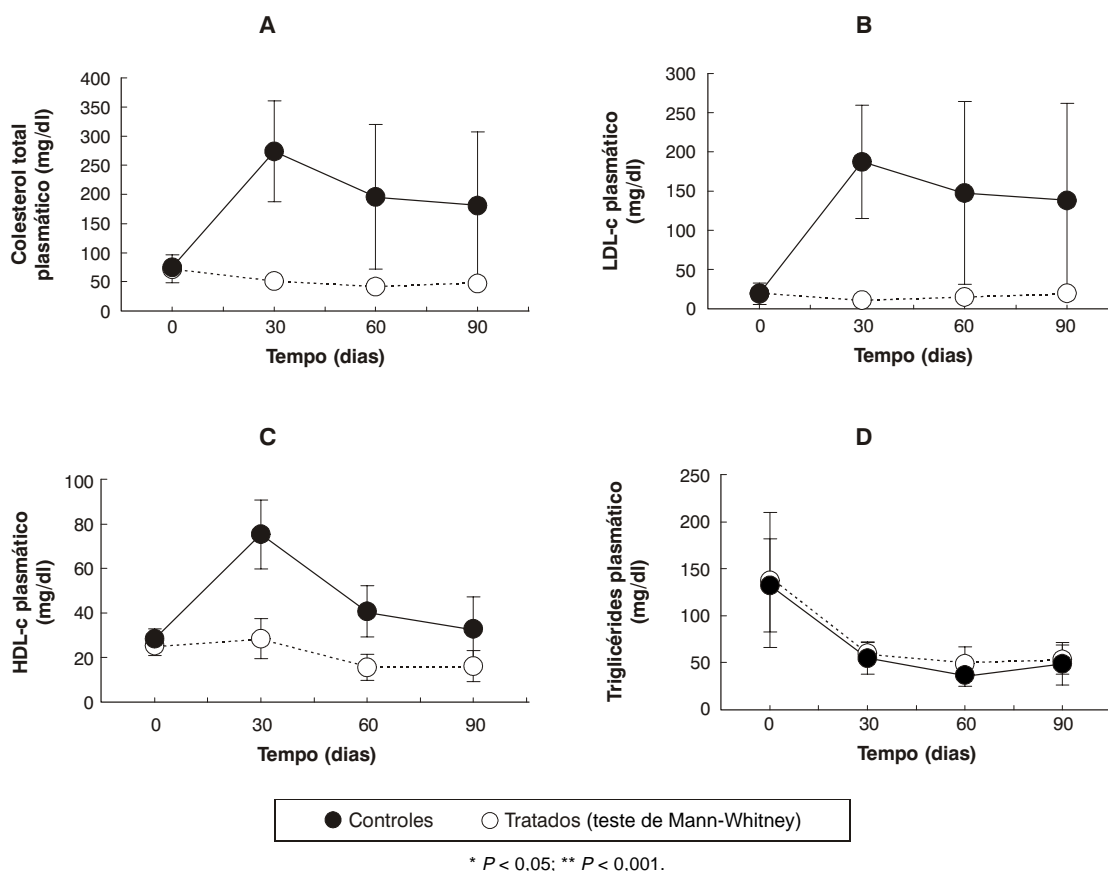 A
Colesterol total
plasmático (mg/dl)
400
350
300
250
200
150
100
50
0
0 30 60 90
Tempo (dias)
B
LDL-c plasmático
(mg/dl)
300
250
200
150
100
50
0
0 30 60 90
Tempo (dias)
C
HDL-c plasmático
(mg/dl)
100
80
60
40
20
0
0 30 60 90
Tempo (dias)
D
Triglicérides plasmático
(mg/dl)
250
200
150
100
50
0
0 30 60 90
Tempo (dias)
Controles Tratados (teste de Mann-Whitney)
* P < 0,05; ** P < 0,001.